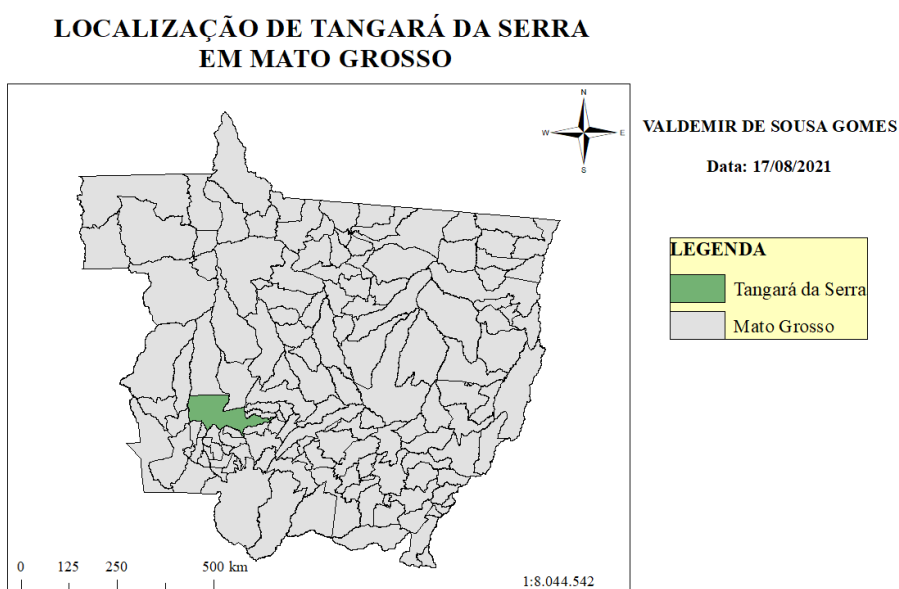 LOCALIZAÇÃO DE TANGARÁ DA SERRA
EM MATO GROSSO
N
W
E
S
VALDEMIR DE SOUSA GOMES
Data: 17/08/2021
LEGENDA
Tangará da Serra
Mato Grosso
0 125 250 500 km
1:8.044.542